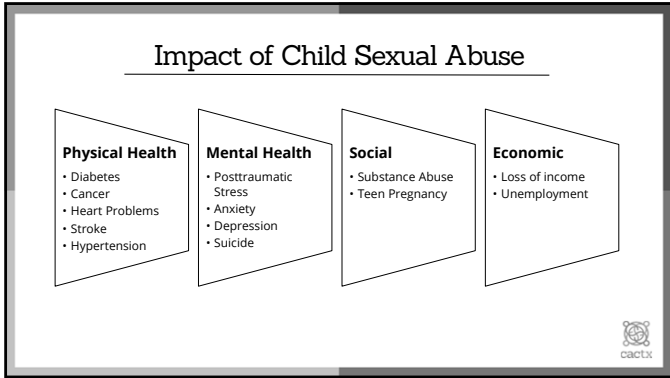 Impact of Child Sexual Abuse
Physical Health
• Diabetes
• Cancer
• Heart Problems
• Stroke
• Hypertension
Mental Health
• Posttraumatic
Stress
• Anxiety
• Depression
• Suicide
Social
• Substance Abuse
• Teen Pregnancy
Economic
• Loss of income
• Unemployment
cactx